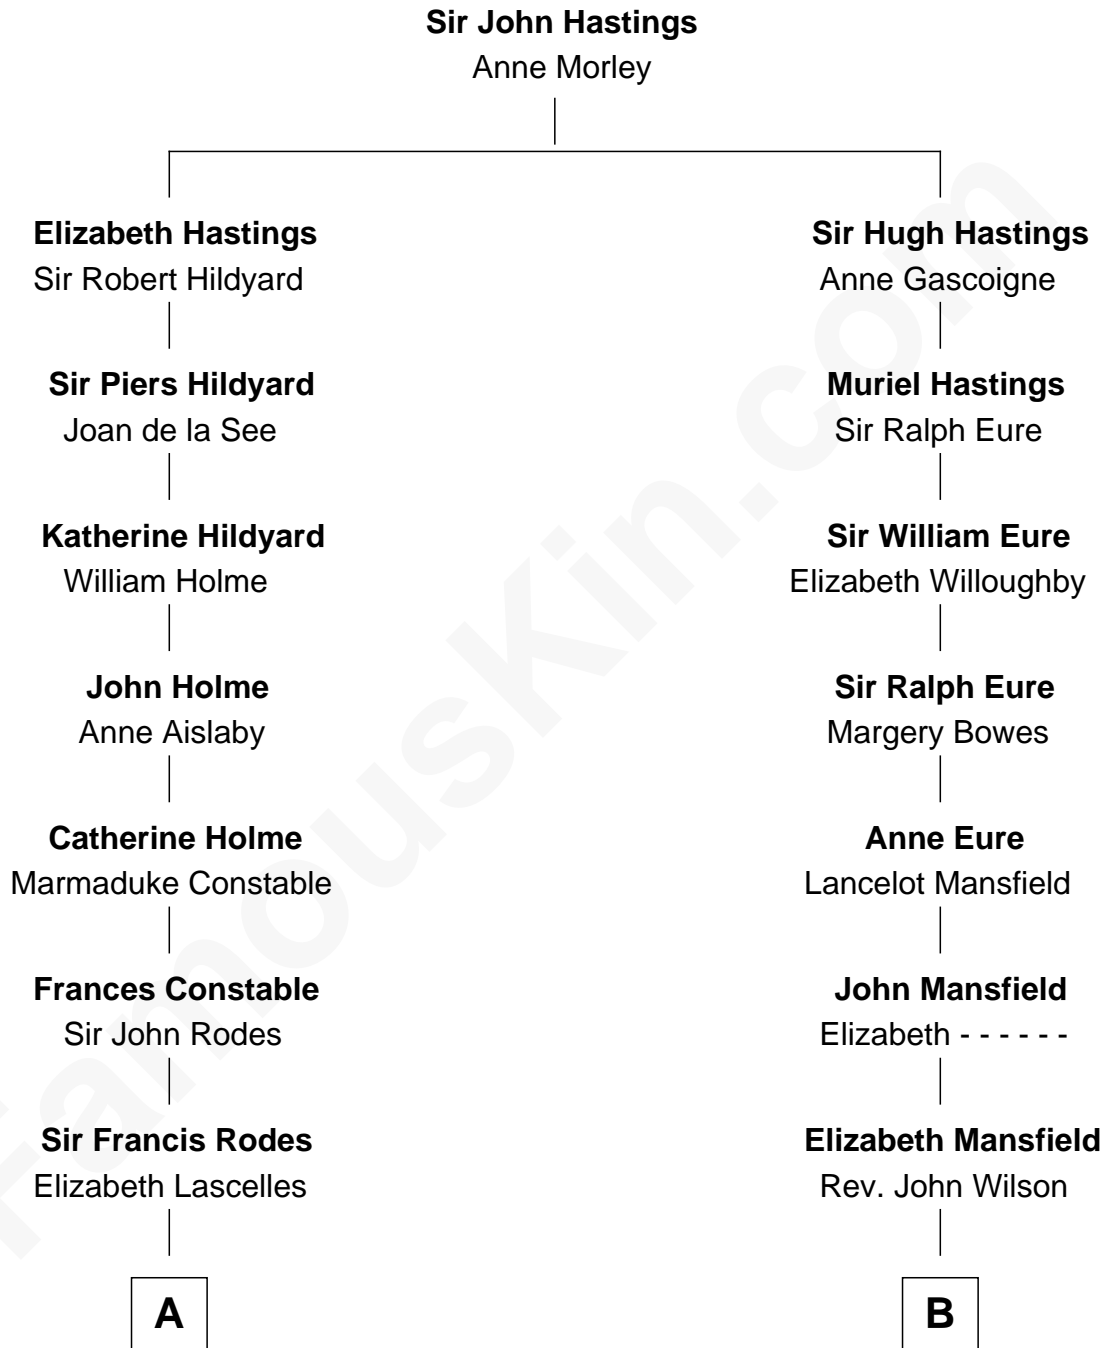 Sir John Hastings
Anne Morley
Elizabeth Hastings
Sir Robert Hildyard
Sir Hugh Hastings
Anne Gascoigne
Sir Piers Hildyard
Joan de la See
Muriel Hastings
Sir Ralph Eure
Katherine Hildyard
William Holme
Sir William Eure
Elizabeth Willoughby
John Holme
Anne Aislaby
Sir Ralph Eure
Margery Bowes
Catherine Holme
Marmaduke Constable
Anne Eure
Lancelot Mansfield
Frances Constable
Sir John Rodes
John Mansfield
Elizabeth - - - - - -
Sir Francis Rodes
Elizabeth Lascelles
Elizabeth Mansfield
Rev. John Wilson
A
B
FamousKin.com